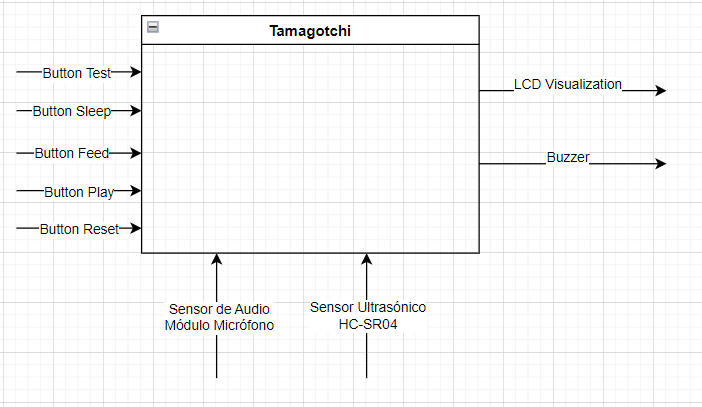 Tamagotchi
Button Test
Button Sleep
Button Feed
Button Play
Button Reset
LCD Visualization
Buzzer
Sensor de Audio
Módulo Micrófono
Sensor Ultrasónico
HC-SR04